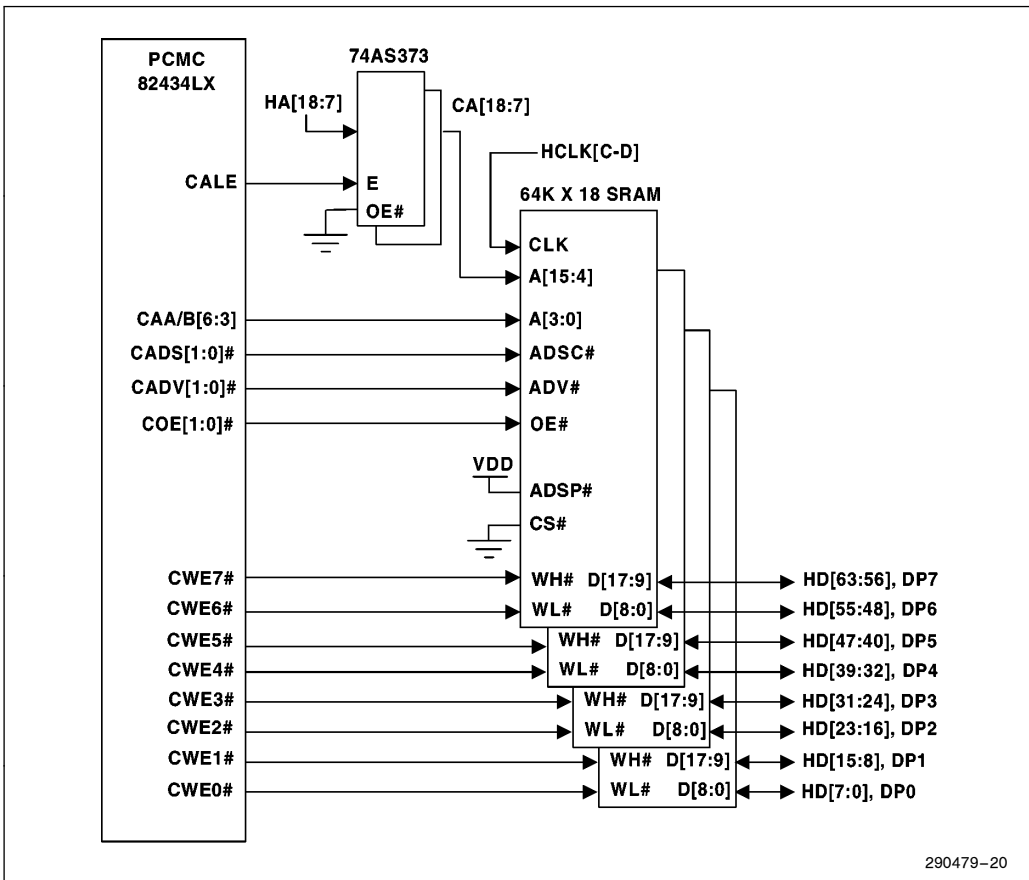 PCMC
82434LX
74AS373
HA[18:7]
CA[18:7]
HCLK[C-D]
CALE
E
OE#
64K X 18 SRAM
CLK
A[15:4]
CAA/B[6:3]
A[3:0]
CADS[1:0]#
ADSC#
CADV[1:0]#
ADV#
COE[1:0]#
OE#
VDD
ADSP#
CS#
CWE7# WH# D[17:9] HD[63:56], DP7
CWE6# WL# D[8:0] HD[55:48], DP6
CWE5# WH# D[17:9] HD[47:40], DP5
CWE4# WL# D[8:0] HD[39:32], DP4
CWE3# WH# D[17:9] HD[31:24], DP3
CWE2# WL# D[8:0] HD[23:16], DP2
CWE1# WH# D[17:9] HD[15:8], DP1
CWE0# WL# D[8:0] HD[7:0], DP0
290479–20